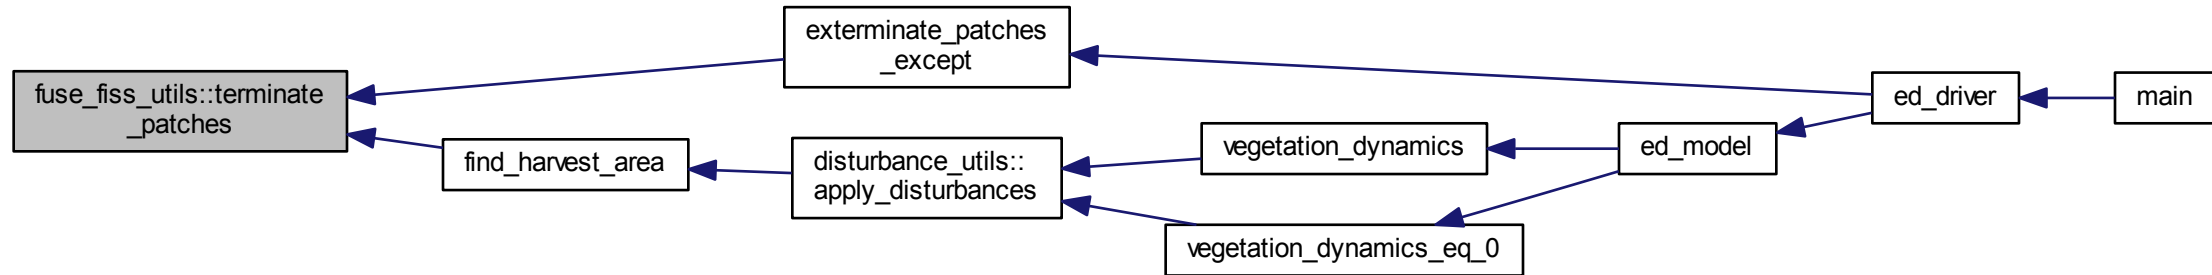 fuse_fiss_utils::terminate
_patches
exterminate_patches
_except
find_harvest_area
disturbance_utils::
apply_disturbances
vegetation_dynamics
vegetation_dynamics_eq_0
ed_model
ed_driver
main